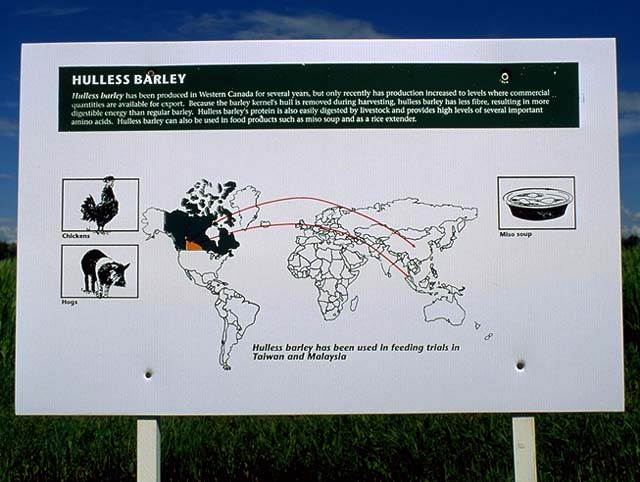 HULLESS BARLEY
Hulless barley has been produced in Western Canada for several years, but only recently has production increased to levels where commercial
quantities are available for export. Because the barley kernel's hull is removed during harvesting, hulless barley has less fibre, resulting in more
digestible energy than regular barley. Hulless barley's protein is also easily digested by livestock and provides high levels of several important
amino acids. Hulless barley can also be used in food products such as miso soup and as a rice extender.
Chickens
Miso soup
Hogs
Hulless barley has been used in feeding trials in
Taiwan and Malaysia